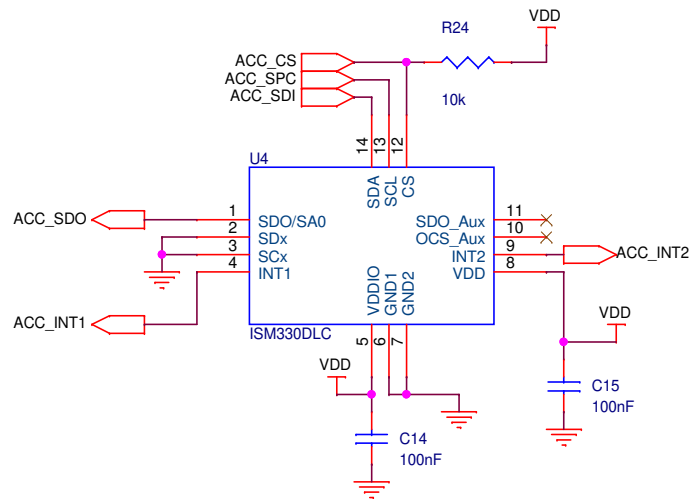 R24
VDD
ACC_CS
ACC_SPC
ACC_SDI
10k
14
13
12
U4
SDA
SCL
CS
ACC_SDO
1
SDO/SA0
2
SDx
3
SCx
4
INT1
SDO_Aux
11
OCS_Aux
10
INT2
9
ACC_INT2
VDD
8
VDDIO
GND1
GND2
ACC_INT1
ISM330DLC
5
6
7
VDD
VDD
C15
100nF
C14
100nF